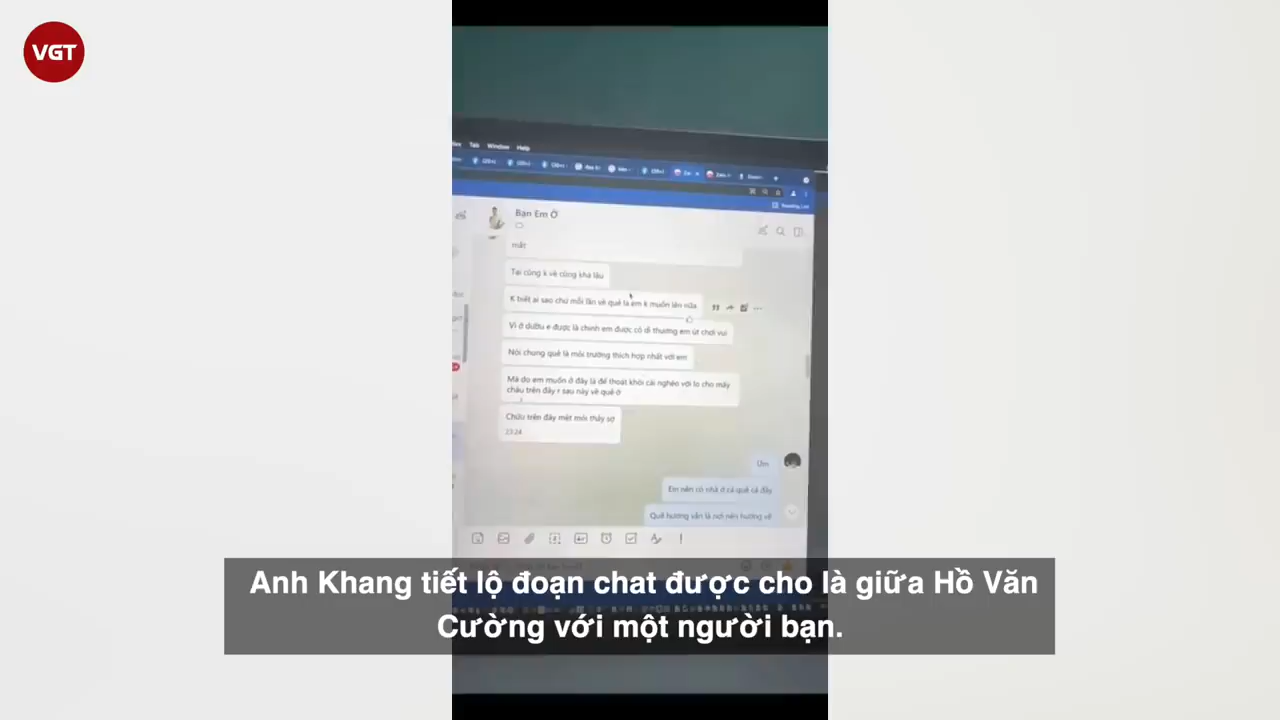 VGT
Tab Window Help
Bạn Em Ở
mắt
Tại cũng k về cũng khá lâu
K biết ai sao chứ mỗi lần về quê là em k muốn lên nữa
Vì ở dưới e được là chính em được cô dì thương em út chơi vui
Nói chung quê là môi trường thích hợp nhất với em
Mà do em muốn ở đây là để thoát khỏi cái nghèo với lo cho mấy
cháu trên đây r sau này về quê ở
Chứu trên đây mệt mỏi thấy sợ
23:24
Ừm
Em nên có nhà ở cả quê cả đây
Quê hương vẫn là nơi nên hướng về
Anh Khang tiết lộ đoạn chat được cho là giữa Hồ Văn
Cường với một người bạn.